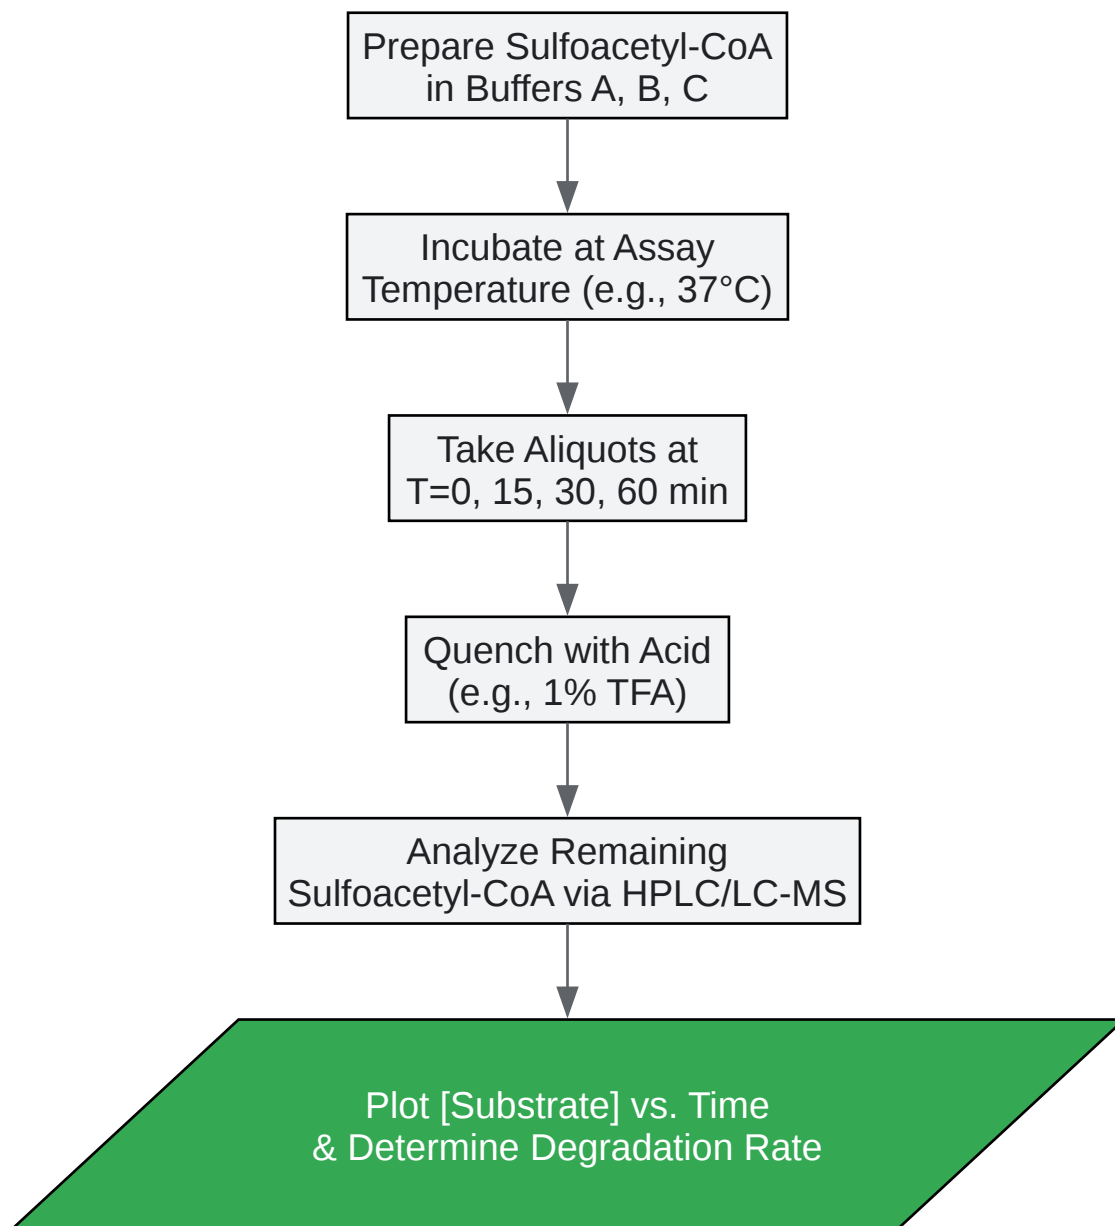 Prepare Sulfoacetyl-CoA
in Buffers A, B, C
Incubate at Assay
Temperature (e.g., 37°C)
Take Aliquots at
T=0, 15, 30, 60 min
Quench with Acid
(e.g., 1% TFA)
Analyze Remaining
Sulfoacetyl-CoA via HPLC/LC-MS
Plot [Substrate] vs. Time
& Determine Degradation Rate